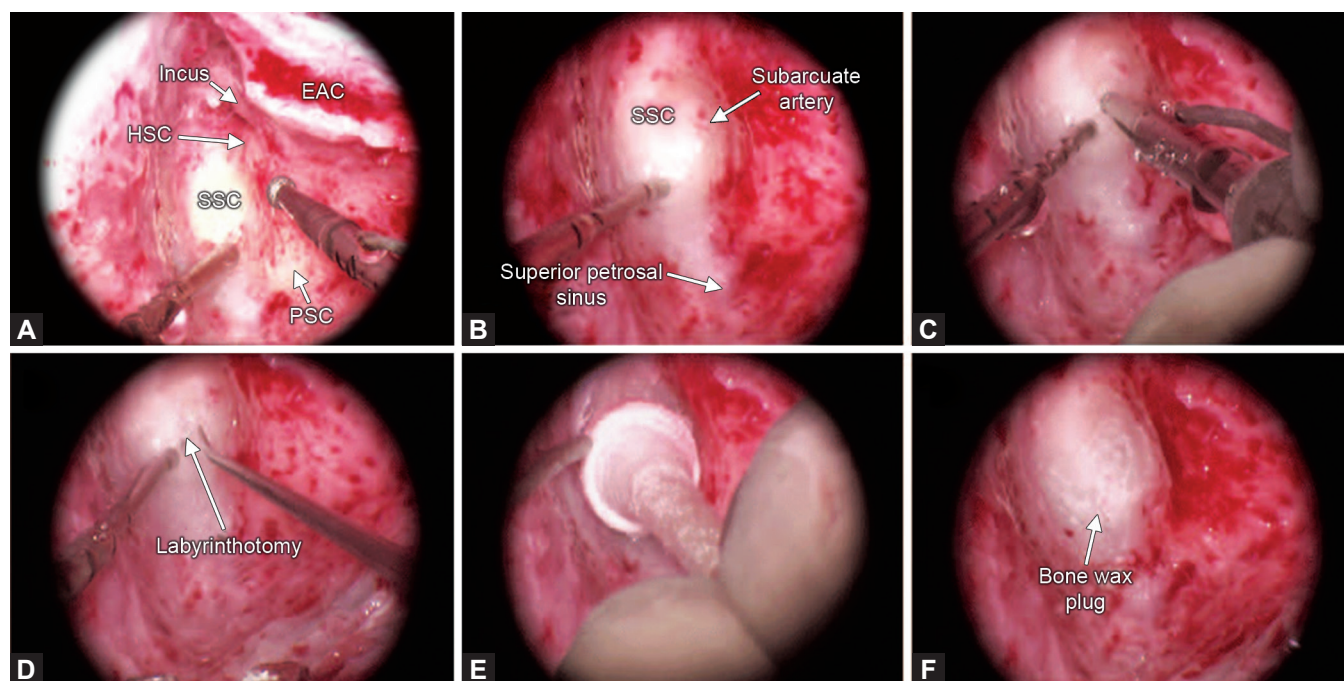 Incus
EAC
HSC
SSC
PSC
A
SSC
Subarcuate
artery
Superior petrosal
sinus
B
C
Labyrinthotomy
D
E
Bone wax
plug
F